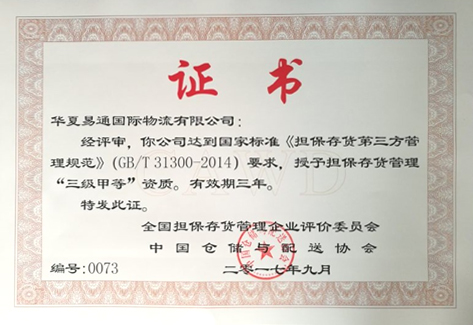 证 书
华夏易通国际物流有限公司：
经评审，你公司达到国家标准《担保存货第三方管
理规范》（GB/T 31300-2014）要求，授予担保存货管理
“三级甲等”资质。有效期三年。
特发此证。
全国担保存货管理企业评价委员会
中国仓储与配送协会
编号：0073
二〇一七年九月